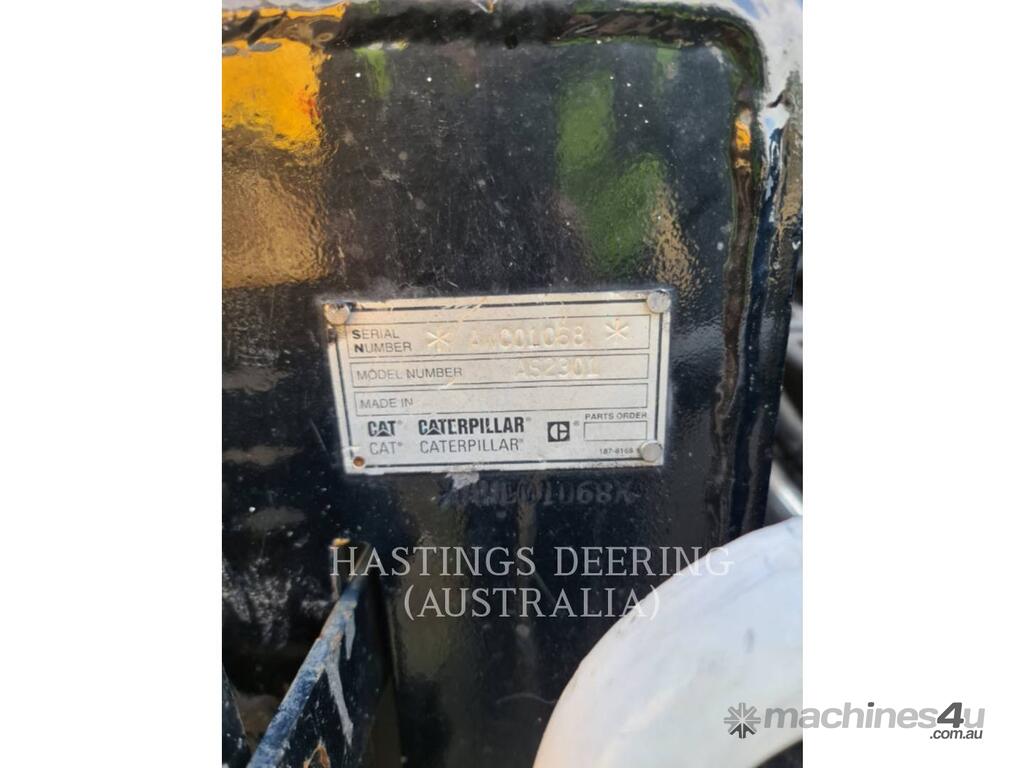 SERIAL NUMBER * AWC01058 *
MODEL NUMBER AS2301
MADE IN
CAT CATERPILLAR® C®
PARTS ORDER
CAT® CATERPILLAR®
HASTINGS DEERING
(AUSTRALIA)
machines4u
.com.au